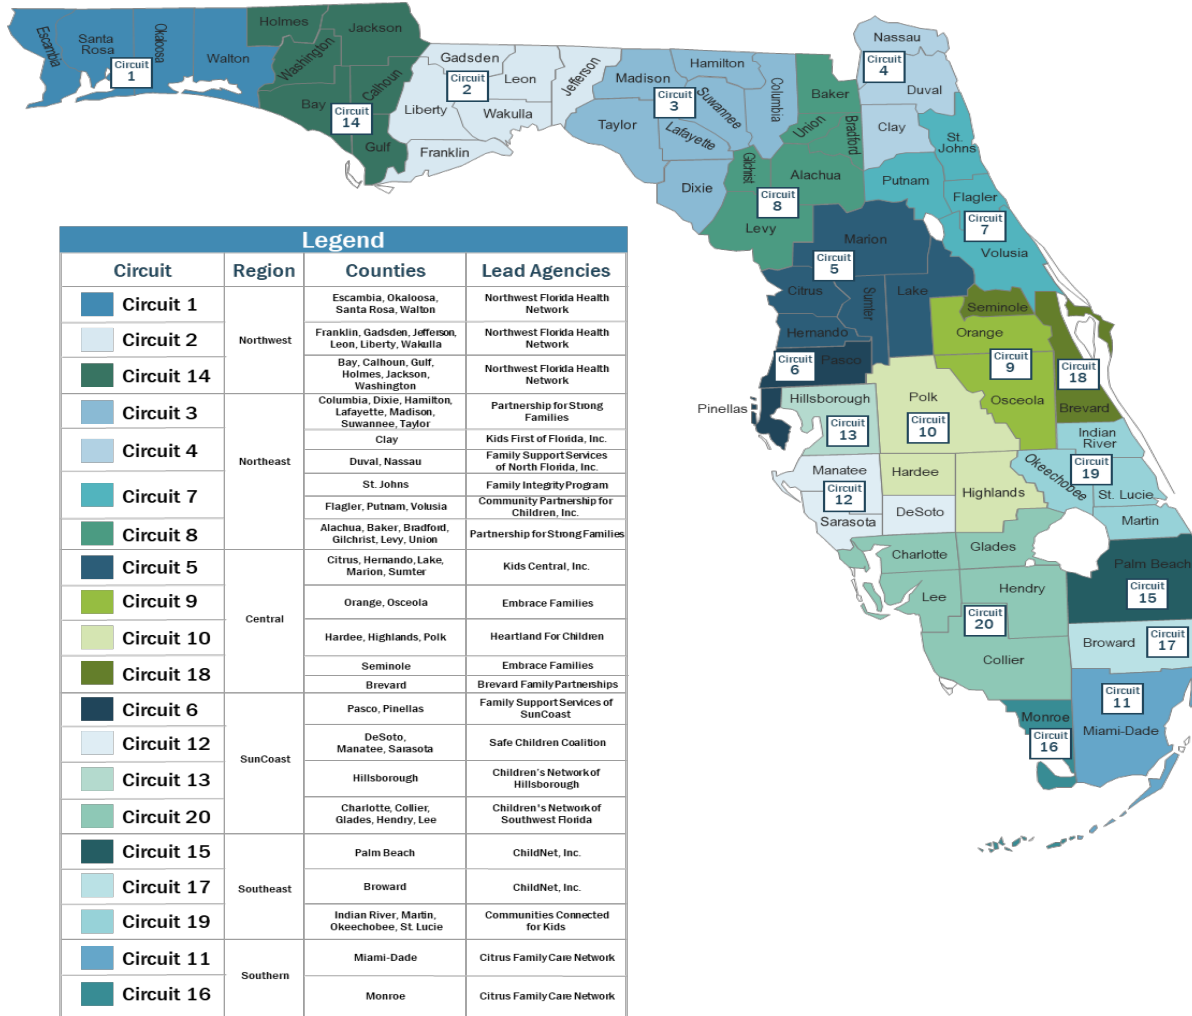 Holmes
Jackson
Nassau
Escambia
Santa
Rosa
Okaloosa
Walton
Washington
Circuit
1
Gadsden
Leon
Jefferson
Circuit
2
Madison
Hamilton
Columbia
Circuit
4
Duval
Bay
Calhoun
Circuit
14
Liberty
Wakulla
Circuit
3
Suwannee
Baker
Taylor
Lafayette
Union
Bradford
Clay
St.
Johns
Gulf
Franklin
Dixie
Gilchrist
Alachua
Putnam
Flagler
Circuit
8
Levy
Circuit
7
Volusia
Marion
Circuit
5
Citrus
Sumter
Lake
Seminole
Hernando
Orange
Circuit
6
Pasco
Circuit
9
Circuit
18
Pinellas
Hillsborough
Polk
Osceola
Brevard
Circuit
13
Circuit
10
Indian
River
Manatee
Hardee
Okeechobee
Circuit
19
Circuit
12
Highlands
St. Lucie
Sarasota
DeSoto
Martin
Charlotte
Glades
Palm Beach
Lee
Hendry
Circuit
15
Circuit
20
Broward
Circuit
17
Collier
Circuit
11
Monroe
Miami-Dade
Circuit
16
Legend
Circuit Region Counties Lead Agencies
Circuit 1
Northwest
Escambia, Okaloosa,
Santa Rosa, Walton
Northwest Florida Health
Network
Circuit 2
Franklin, Gadsden, Jefferson,
Leon, Liberty, Wakulla
Northwest Florida Health
Network
Circuit 14
Bay, Calhoun, Gulf,
Holmes, Jackson,
Washington
Northwest Florida Health
Network
Circuit 3
Northeast
Columbia, Dixie, Hamilton,
Lafayette, Madison,
Suwannee, Taylor
Partnership for Strong
Families
Circuit 4
Clay
Kids First of Florida, Inc.
Duval, Nassau
Family Support Services
of North Florida, Inc.
Circuit 7
St. Johns
Family Integrity Program
Flagler, Putnam, Volusia
Community Partnership for
Children, Inc.
Circuit 8
Alachua, Baker, Bradford,
Gilchrist, Levy, Union
Partnership for Strong Families
Circuit 5
Central
Citrus, Hernando, Lake,
Marion, Sumter
Kids Central, Inc.
Circuit 9
Orange, Osceola
Embrace Families
Circuit 10
Hardee, Highlands, Polk
Heartland For Children
Circuit 18
Seminole
Embrace Families
Brevard
Brevard Family Partnerships
Circuit 6
SunCoast
Pasco, Pinellas
Family Support Services of
SunCoast
Circuit 12
DeSoto,
Manatee, Sarasota
Safe Children Coalition
Circuit 13
Hillsborough
Children's Network of
Hillsborough
Circuit 20
Charlotte, Collier,
Glades, Hendry, Lee
Children's Network of
Southwest Florida
Circuit 15
Southeast
Palm Beach
ChildNet, Inc.
Circuit 17
Broward
ChildNet, Inc.
Circuit 19
Indian River, Martin,
Okeechobee, St. Lucie
Communities Connected
for Kids
Circuit 11
Southern
Miami-Dade
Citrus Family Care Network
Circuit 16
Monroe
Citrus Family Care Network